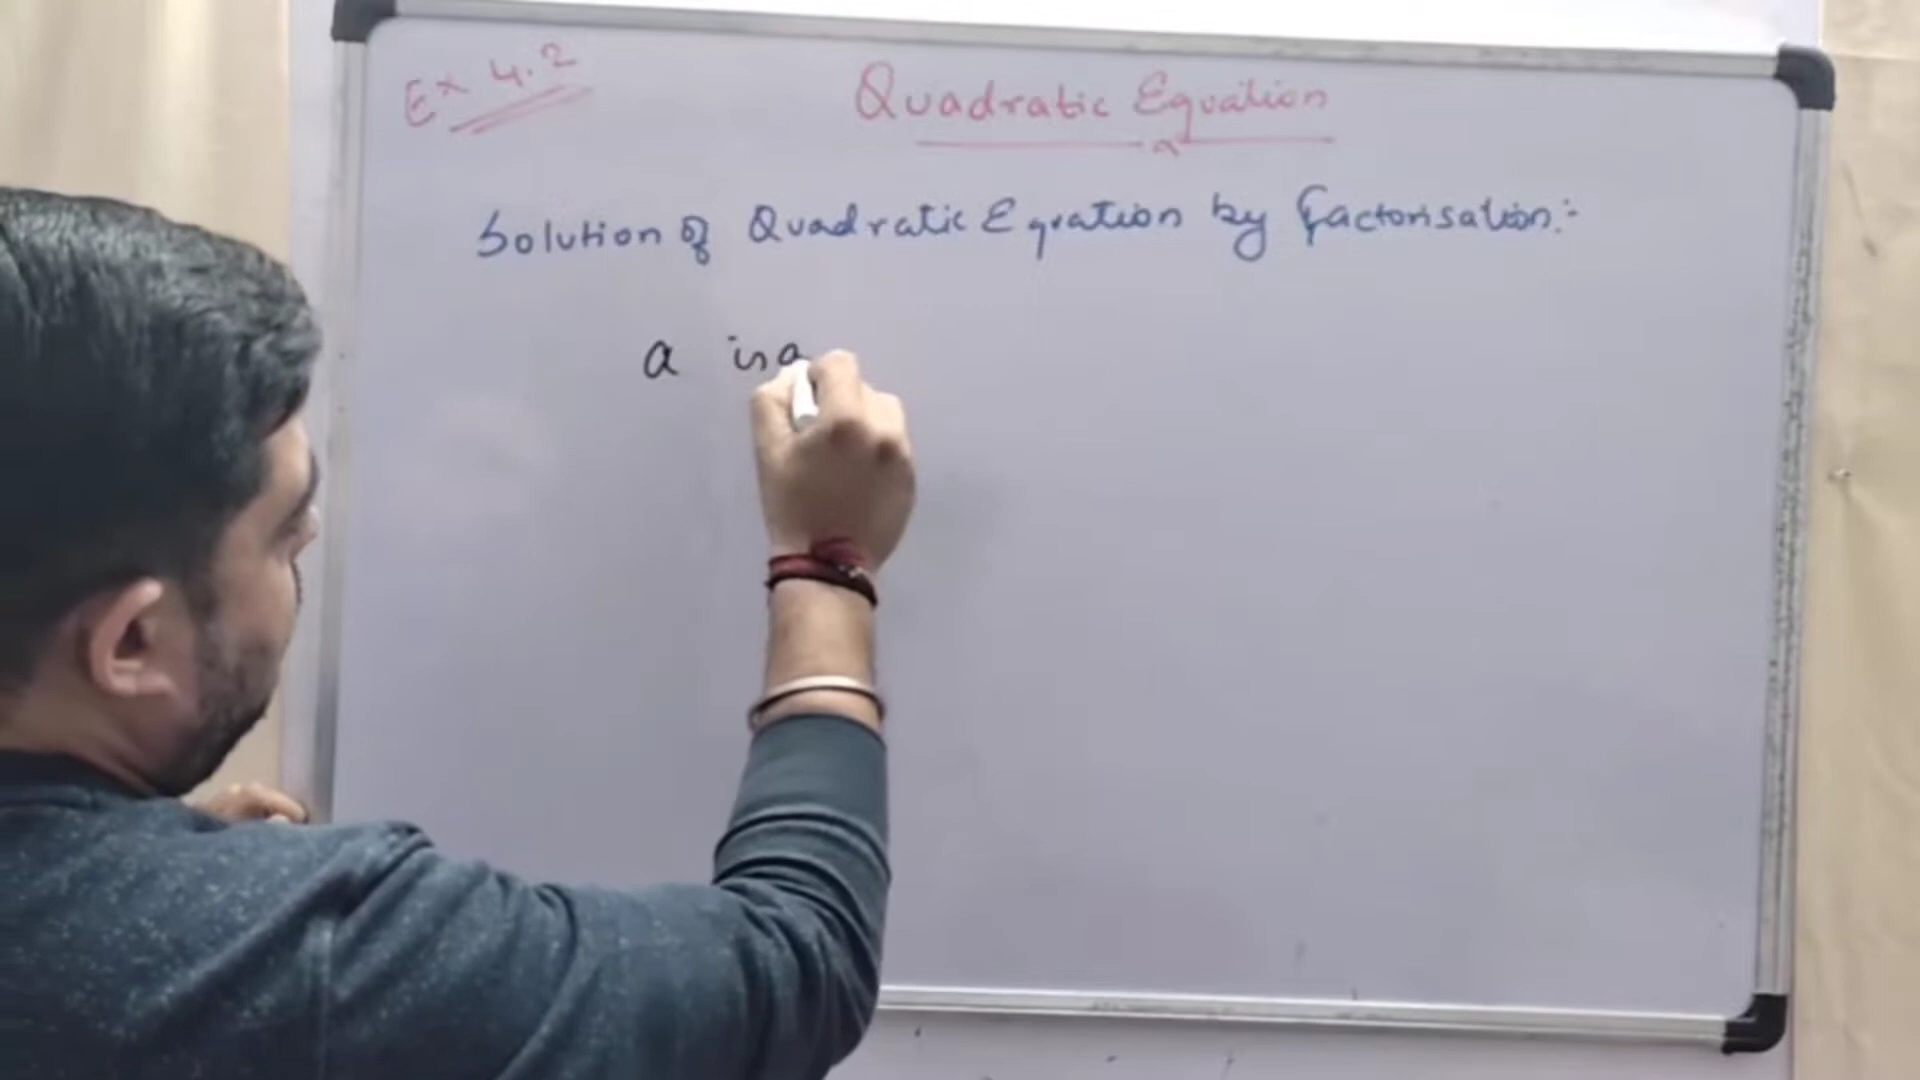 Ex 4.2
Quadratic Equation
Solution of Quadratic Equation by factorisation:-
a is a